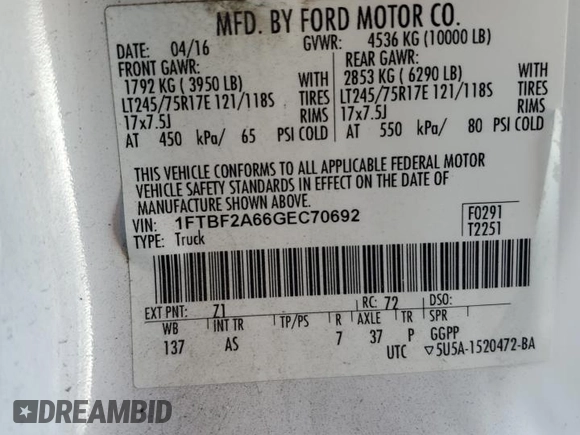 MFD. BY FORD MOTOR CO.
DATE: 04/16 GVWR: 4536 KG (10000 LB)
FRONT GAWR: REAR GAWR:
1792 KG ( 3950 LB) WITH 2853 KG ( 6290 LB) WITH
LT245/75R17E 121/118S TIRES LT245/75R17E 121/118S TIRES
17x7.5J RIMS 17x7.5J RIMS
AT 450 kPa/ 65 PSI COLD AT 550 kPa/ 80 PSI COLD
THIS VEHICLE CONFORMS TO ALL APPLICABLE FEDERAL MOTOR
VEHICLE SAFETY STANDARDS IN EFFECT ON THE DATE OF
MANUFACTURE SHOWN ABOVE.
VIN: 1FTBF2A66GEC70692 F0291
TYPE: Truck T2251
EXT PNT: Z1 RC: 72 DSO:
WB INT TR TP/PS R AXLE TR SPR
137 AS 7 37 P GGPP
UTC ▽5U5A-1520472-BA
DREAMBID